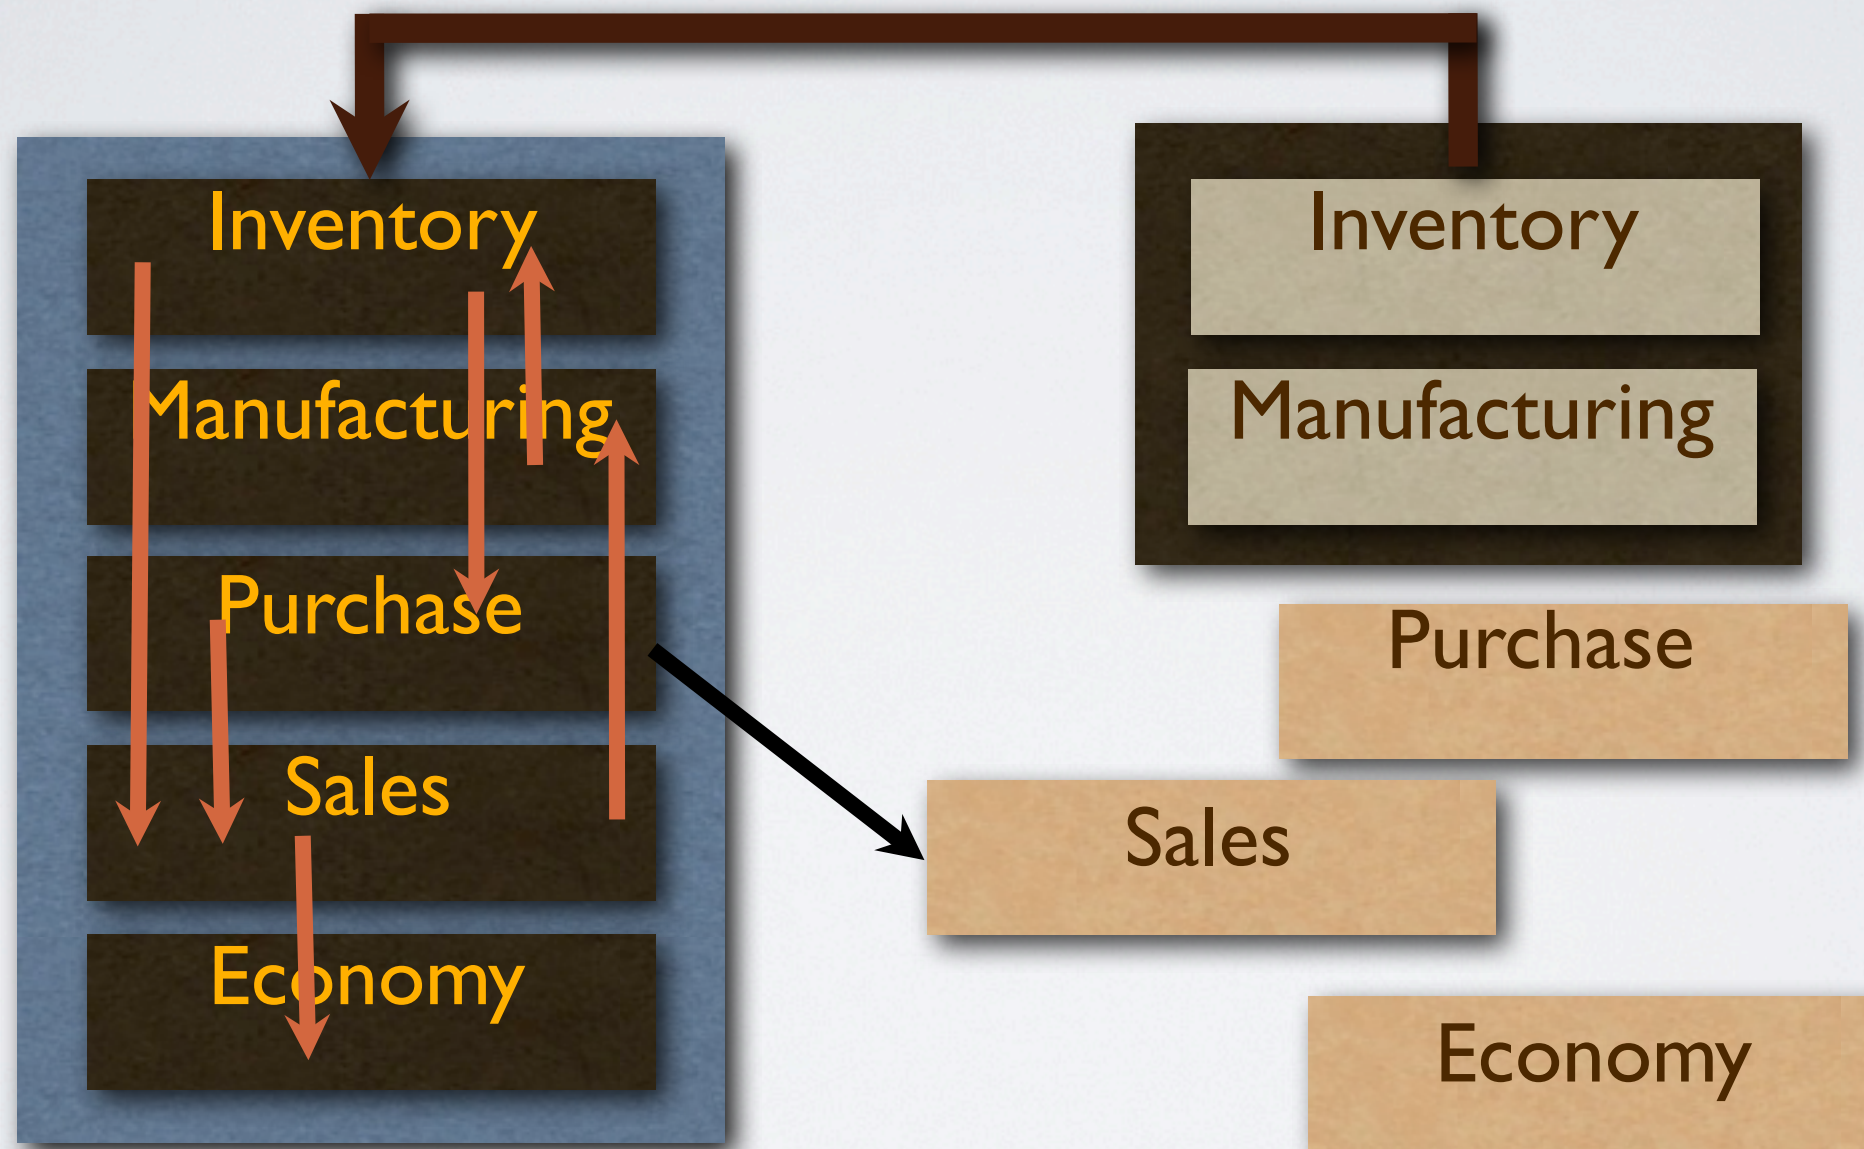 Inventory
Manufacturing
Purchase
Sales
Economy
Inventory
Manufacturing
Purchase
Sales
Economy